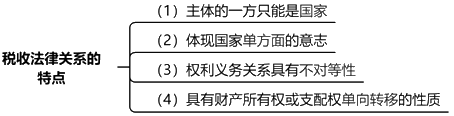 税收法律关系的
特点
（1）主体的一方只能是国家
（2）体现国家单方面的意志
（3）权利义务关系具有不对等性
（4）具有财产所有权或支配权单向转移的性质